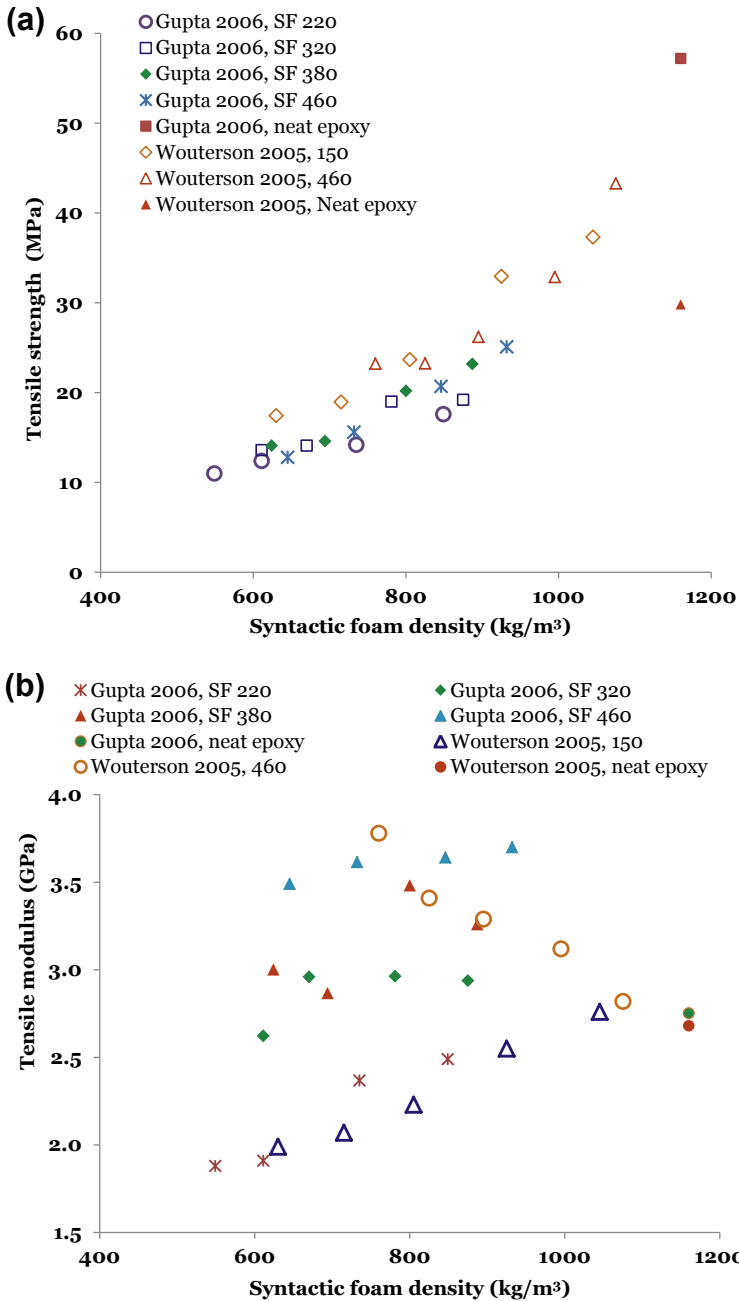 (a)
Gupta 2006, SF 220
Gupta 2006, SF 320
Gupta 2006, SF 380
Gupta 2006, SF 460
Gupta 2006, neat epoxy
Wouterson 2005, 150
Wouterson 2005, 460
Wouterson 2005, Neat epoxy
60
50
40
30
20
10
0
Tensile strength (MPa)
400 600 800 1000 1200
Syntactic foam density (kg/m³)
(b)
Gupta 2006, SF 220 Gupta 2006, SF 320
Gupta 2006, SF 380 Gupta 2006, SF 460
Gupta 2006, neat epoxy Wouterson 2005, 150
Wouterson 2005, 460 Wouterson 2005, neat epoxy
4.0
3.5
3.0
2.5
2.0
1.5
Tensile modulus (GPa)
400 600 800 1000 1200
Syntactic foam density (kg/m³)